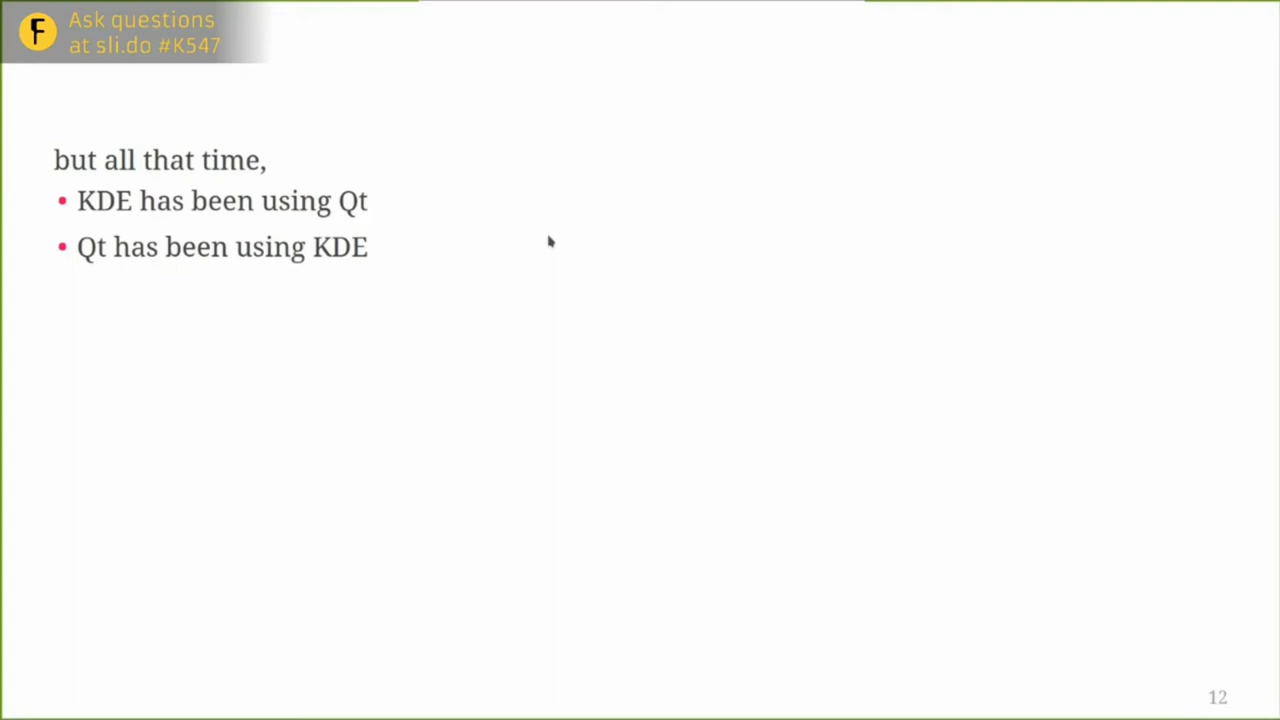 F
Ask questions
at sli.do #K547
but all that time,
• KDE has been using Qt
• Qt has been using KDE
12